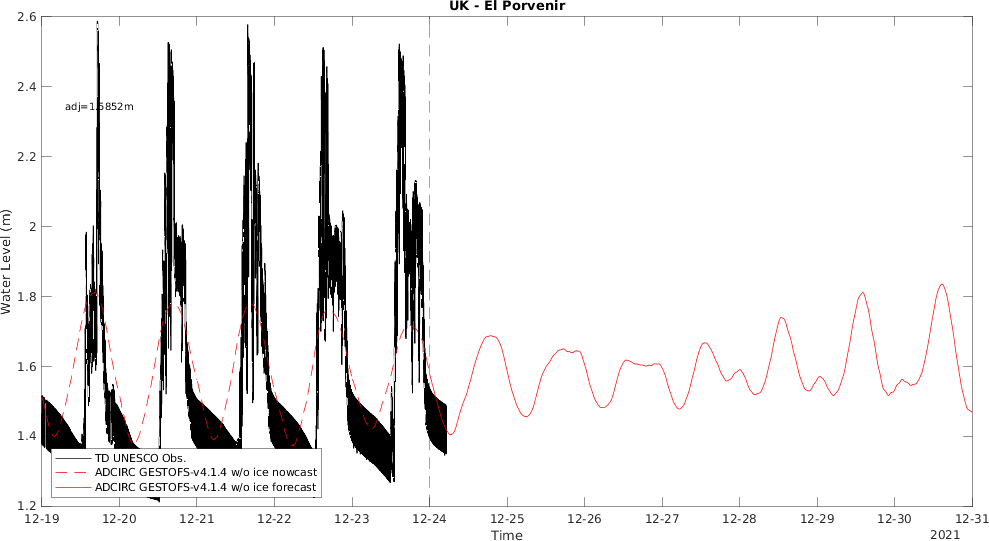 UK - El Porvenir
2.6
2.4
2.2
2
1.8
1.6
1.4
1.2
Water Level (m)
adj=1.5852m
TD UNESCO Obs.
ADCIRC GESTOFS-v4.1.4 w/o ice nowcast
ADCIRC GESTOFS-v4.1.4 w/o ice forecast
12-19 12-20 12-21 12-22 12-23 12-24 12-25 12-26 12-27 12-28 12-29 12-30 12-31
Time
2021